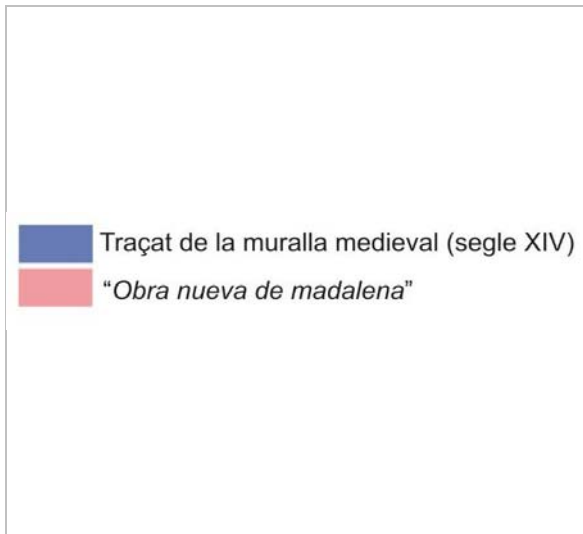 Traçat de la muralla medieval (segle XIV)
“Obra nueva de madalena”